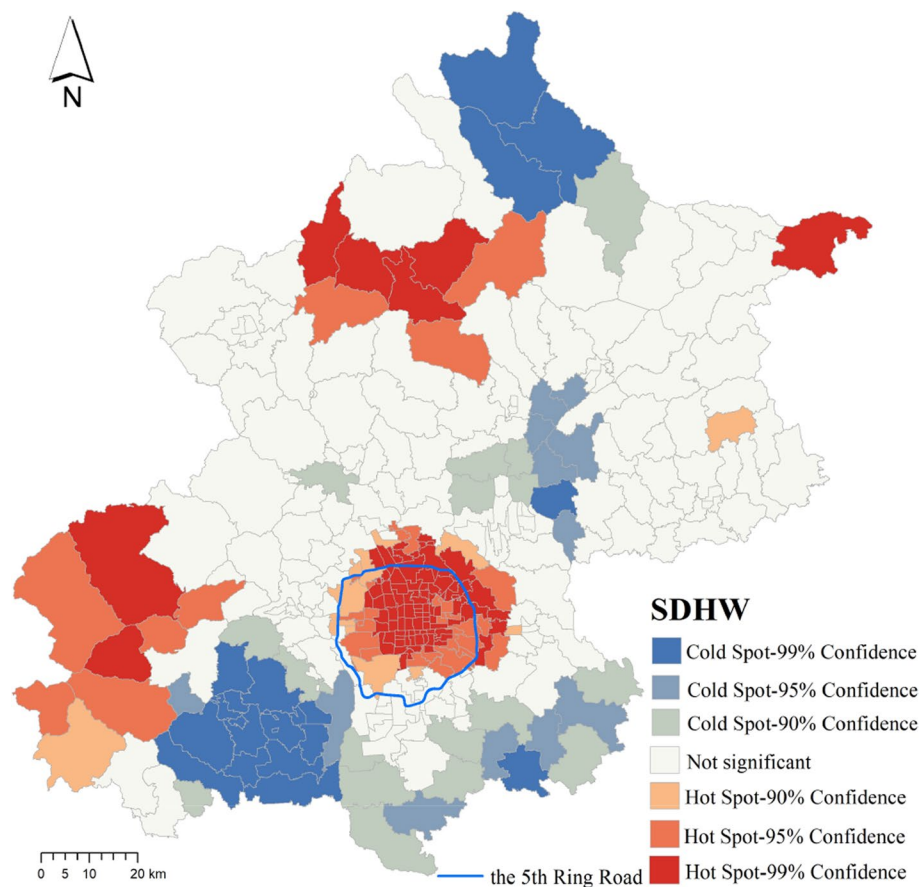 N
SDHW
Cold Spot-99% Confidence
Cold Spot-95% Confidence
Cold Spot-90% Confidence
Not significant
Hot Spot-90% Confidence
Hot Spot-95% Confidence
Hot Spot-99% Confidence
0 5 10 20 km
the 5th Ring Road